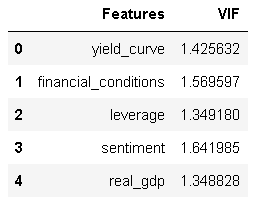 Features VIF
0 yield_curve 1.425632
1 financial_conditions 1.569597
2 leverage 1.349180
3 sentiment 1.641985
4 real_gdp 1.348828